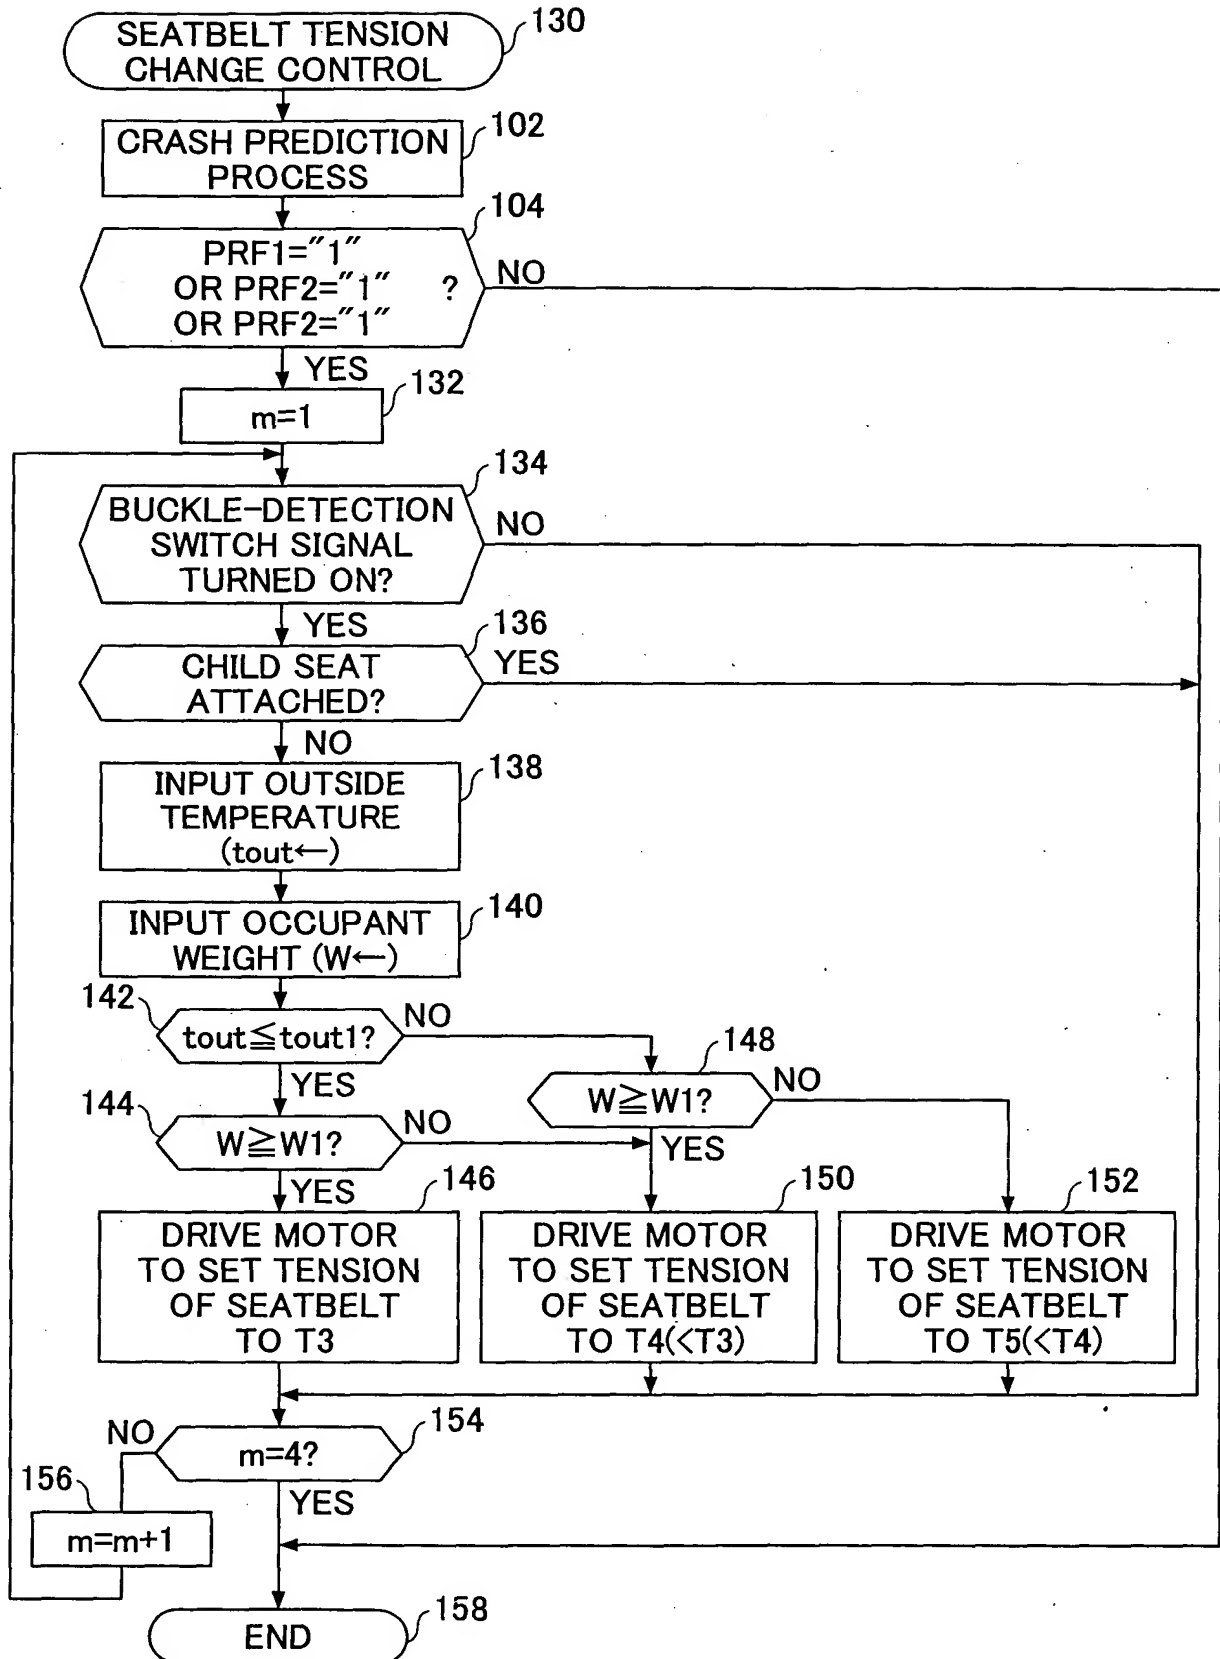 SEATBELT TENSION
CHANGE CONTROL
130
CRASH PREDICTION
PROCESS
102
PRF1="1"
OR PRF2="1" ?
OR PRF2="1"
104
NO
YES
m=1
132
BUCKLE-DETECTION
SWITCH SIGNAL
TURNED ON?
134
NO
YES
CHILD SEAT
ATTACHED?
136
YES
NO
INPUT OUTSIDE
TEMPERATURE
(tout←)
138
INPUT OCCUPANT
WEIGHT (W←)
140
142
tout≦tout1?
NO
YES
148
W≧W1?
NO
YES
144
W≧W1?
NO
YES
146
DRIVE MOTOR
TO SET TENSION
OF SEATBELT
TO T3
150
DRIVE MOTOR
TO SET TENSION
OF SEATBELT
TO T4(<T3)
152
DRIVE MOTOR
TO SET TENSION
OF SEATBELT
TO T5(<T4)
154
m=4?
NO
YES
156
m=m+1
END
158